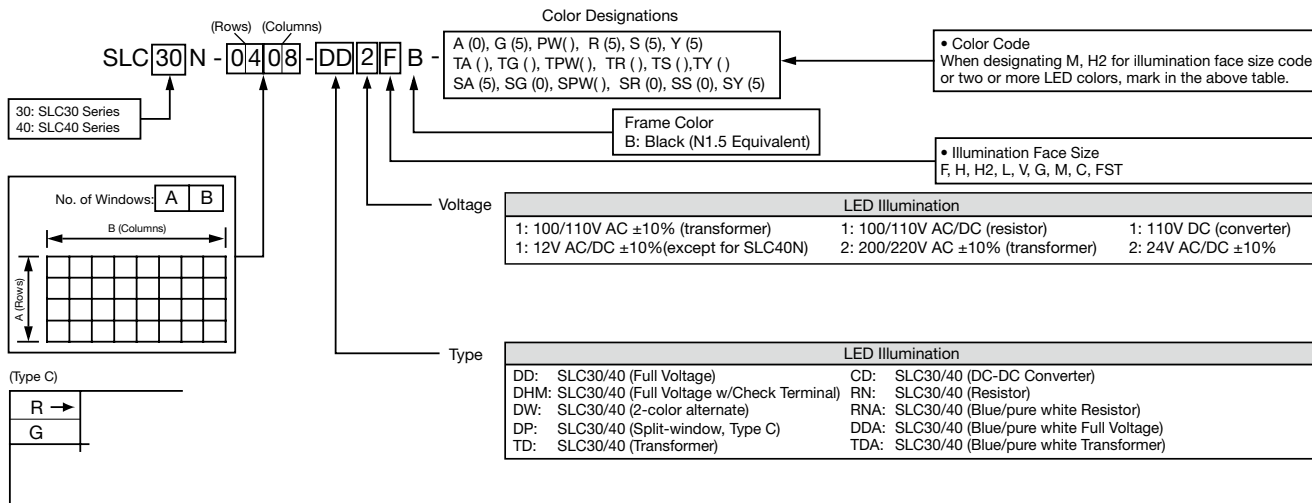 (Rows) (Columns)
SLC 30 N - 0 4 0 8 - DD 2 F B -
Color Designations
A (0), G (5), PW( ), R (5), S (5), Y (5)
TA ( ), TG ( ), TPW( ), TR ( ), TS ( ),TY ( )
SA (5), SG (0), SPW( ), SR (0), SS (0), SY (5)
• Color Code
When designating M, H2 for illumination face size code
or two or more LED colors, mark in the above table.
30: SLC30 Series
40: SLC40 Series
Frame Color
B: Black (N1.5 Equivalent)
• Illumination Face Size
F, H, H2, L, V, G, M, C, FST
No. of Windows: A B
B (Columns)
A (Rows)
Voltage
LED Illumination
1: 100/110V AC ±10% (transformer) 1: 100/110V AC/DC (resistor) 1: 110V DC (converter)
1: 12V AC/DC ±10%(except for SLC40N) 2: 200/220V AC ±10% (transformer) 2: 24V AC/DC ±10%
Type
LED Illumination
DD: SLC30/40 (Full Voltage) CD: SLC30/40 (DC-DC Converter)
DHM: SLC30/40 (Full Voltage w/Check Terminal) RN: SLC30/40 (Resistor)
DW: SLC30/40 (2-color alternate) RNA: SLC30/40 (Blue/pure white Resistor)
DP: SLC30/40 (Split-window, Type C) DDA: SLC30/40 (Blue/pure white Full Voltage)
TD: SLC30/40 (Transformer) TDA: SLC30/40 (Blue/pure white Transformer)
(Type C)
R
G